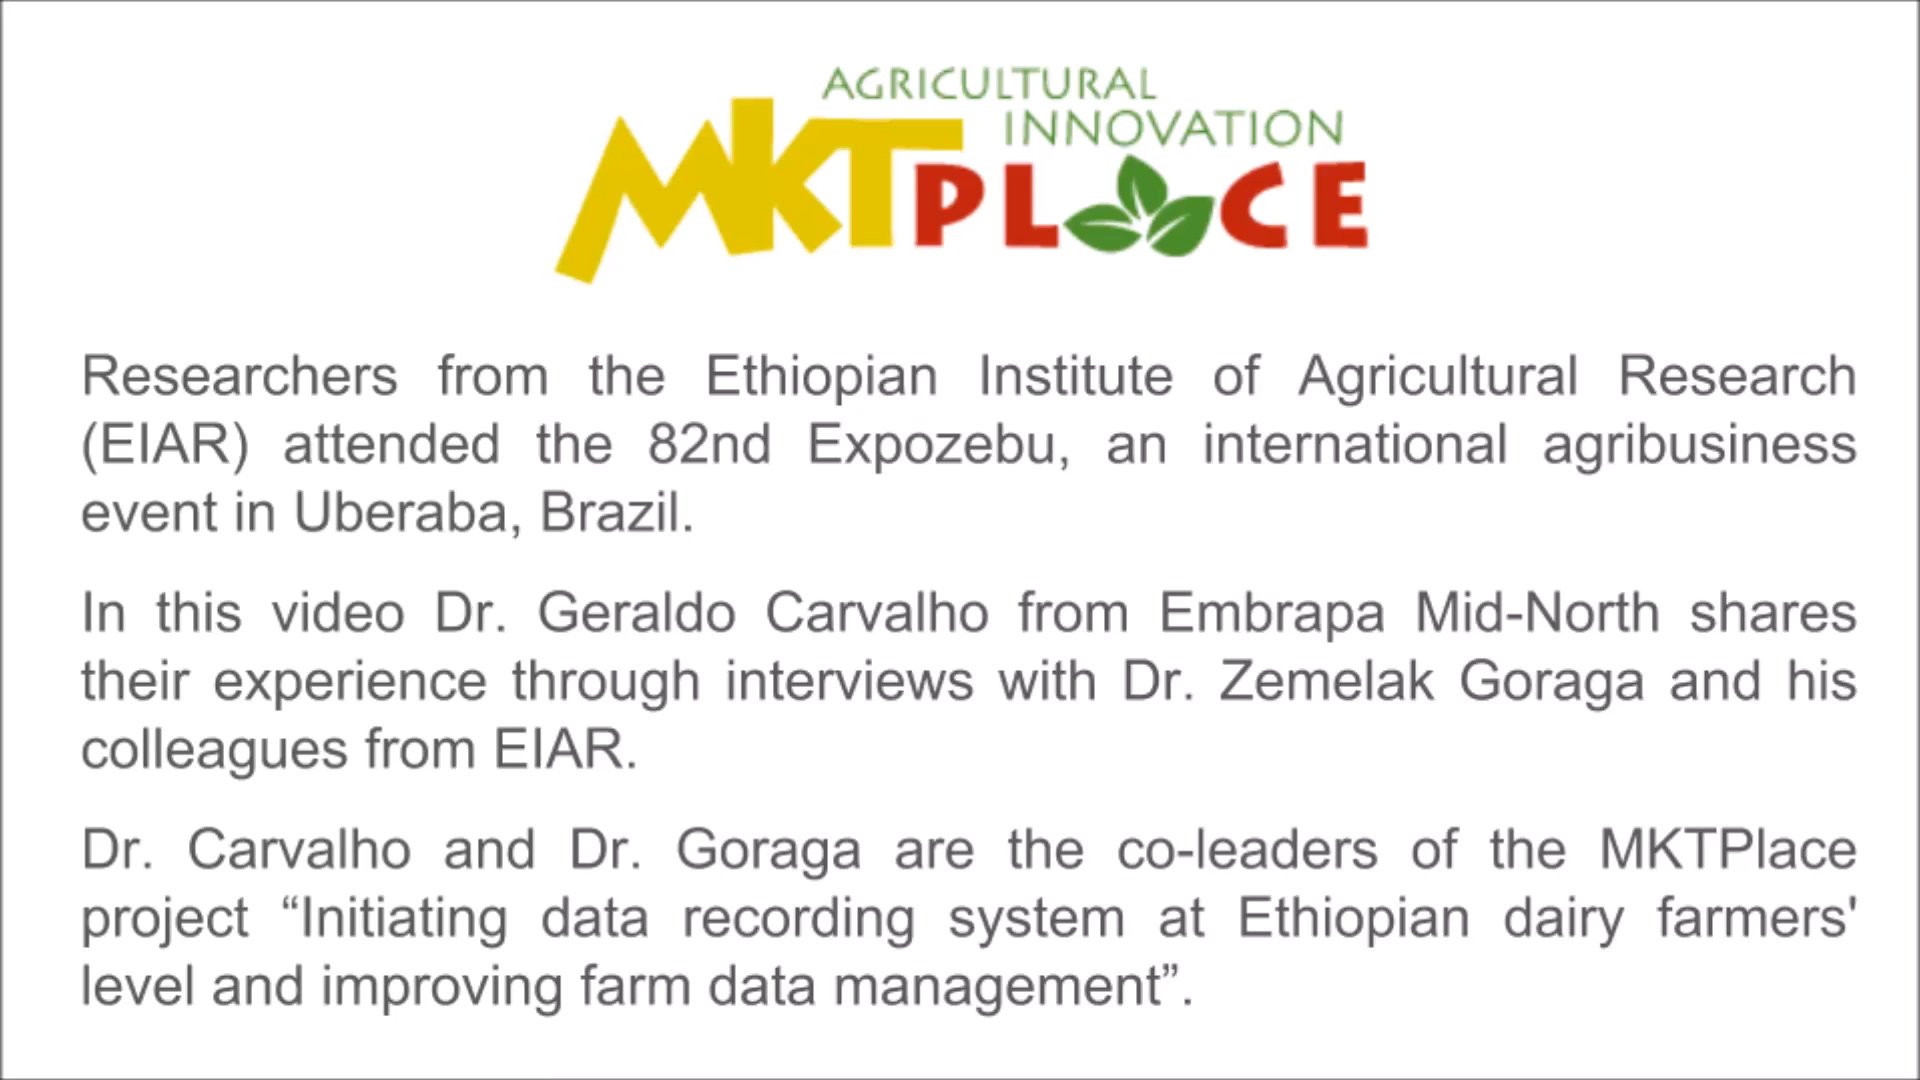 AGRICULTURAL
INNOVATION
MKTPLACE
Researchers from the Ethiopian Institute of Agricultural Research
(EIAR) attended the 82nd Expozebu, an international agribusiness
event in Uberaba, Brazil.
In this video Dr. Geraldo Carvalho from Embrapa Mid-North shares
their experience through interviews with Dr. Zemelak Goraga and his
colleagues from EIAR.
Dr. Carvalho and Dr. Goraga are the co-leaders of the MKTPlace
project “Initiating data recording system at Ethiopian dairy farmers'
level and improving farm data management”.